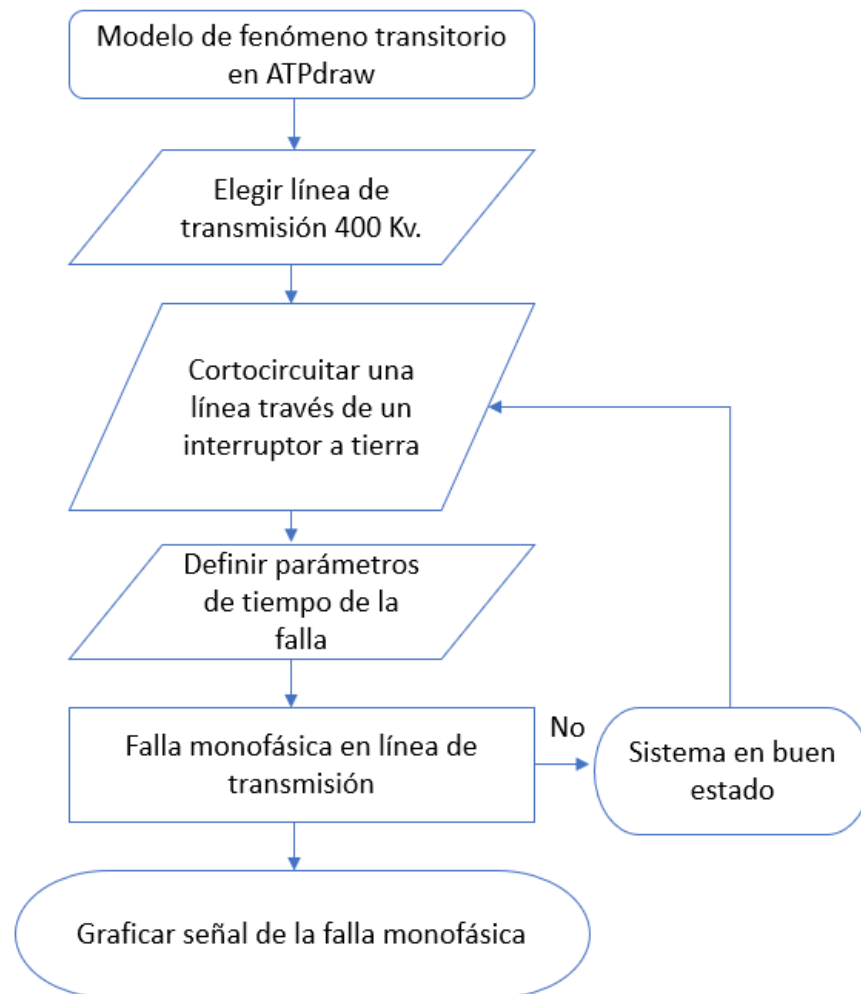 Modelo de fenómeno transitorio
en ATPdraw
Elegir línea de
transmisión 400 Kv.
Cortocircuitar una
línea través de un
interruptor a tierra
Definir parámetros
de tiempo de la
falla
Falla monofásica en línea de
transmisión
No
Sistema en buen
estado
Graficar señal de la falla monofásica